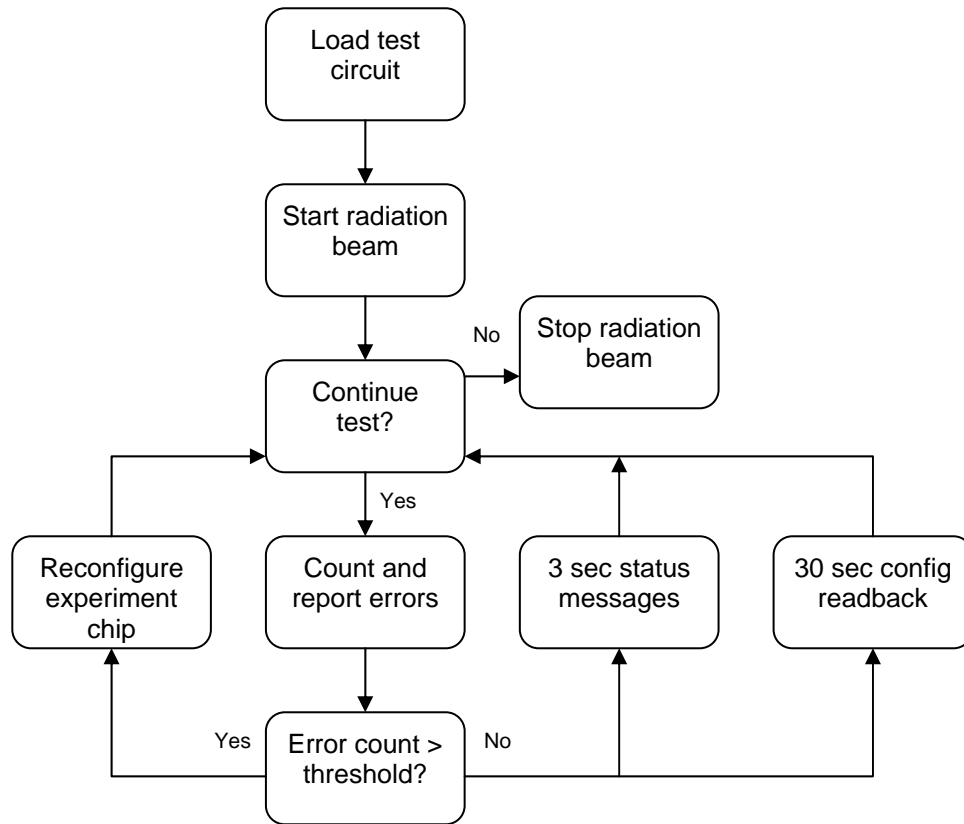 Load test
circuit
Start radiation
beam
No
Stop radiation
beam
Continue
test?
Yes
Reconfigure
experiment
chip
Count and
report errors
3 sec status
messages
30 sec config
readback
Yes
Error count >
threshold?
No